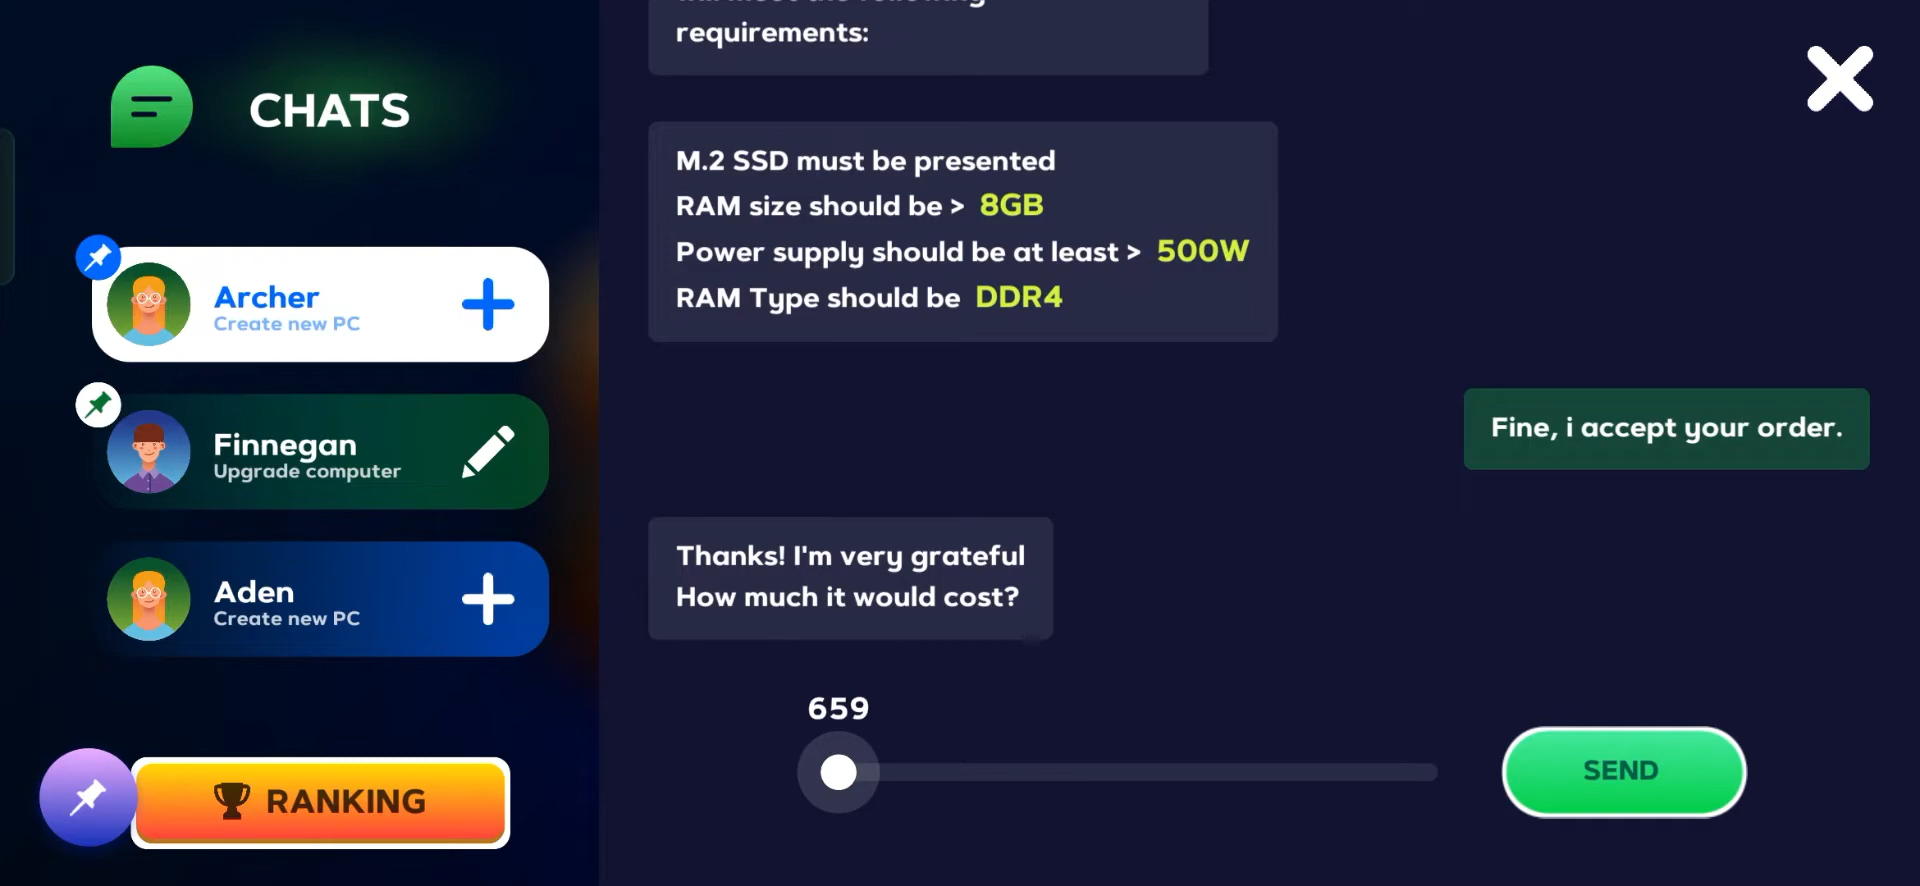 CHATS
Archer
Create new PC
Finnegan
Upgrade computer
Aden
Create new PC
RANKING
requirements:
M.2 SSD must be presented
RAM size should be > 8GB
Power supply should be at least > 500W
RAM Type should be DDR4
Fine, i accept your order.
Thanks! I'm very grateful
How much it would cost?
659
SEND